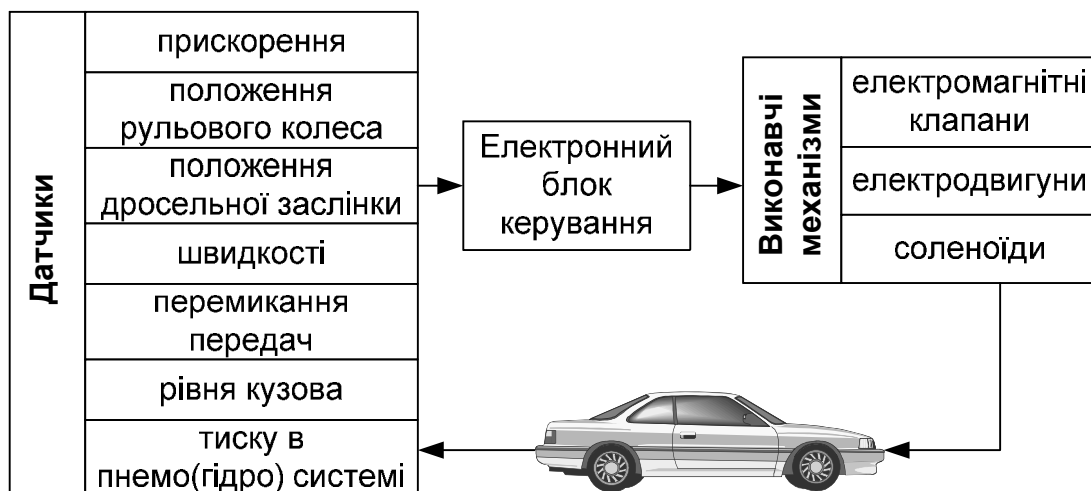 Датчики
прискорення
положення
рульового колеса
положення
дросельної заслінки
швидкості
перемикання
передач
рівня кузова
тиску в
пнемо(гідро) системі
Електронний
блок
керування
Виконавчі
механізми
електромагнітні
клапани
електродвигуни
соленоїди